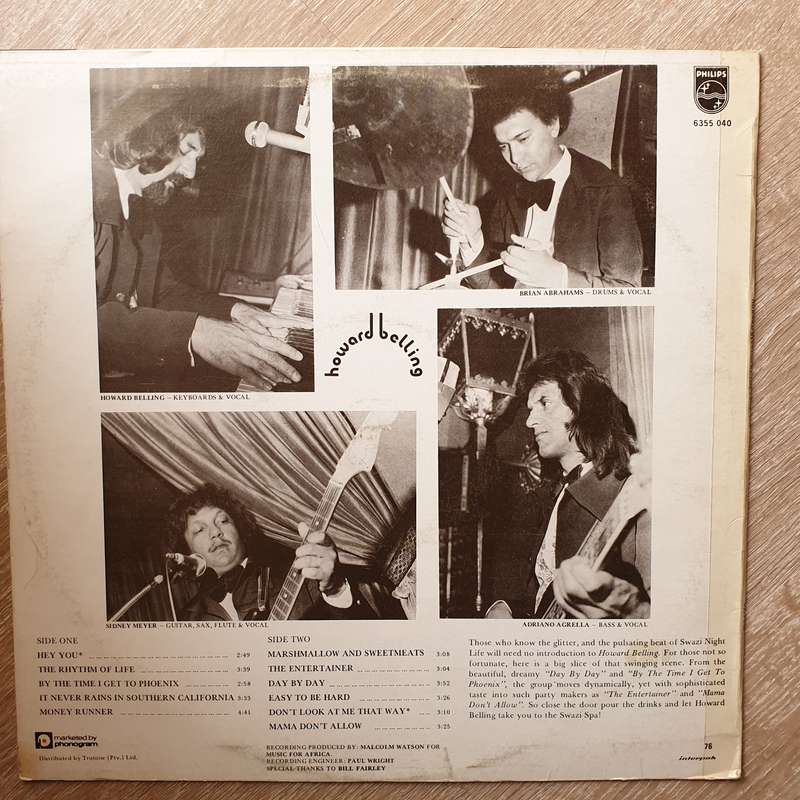 PHILIPS
6355 040
BRIAN ABRAHAMS – DRUMS & VOCAL
howard belling
HOWARD BELLING – KEYBOARDS & VOCAL
SIDNEY MEYER – GUITAR, SAX, FLUTE & VOCAL
ADRIANO AGRELLA – BASS & VOCAL
SIDE ONE
HEY YOU* 2:49
THE RHYTHM OF LIFE 3:39
BY THE TIME I GET TO PHOENIX 2:58
IT NEVER RAINS IN SOUTHERN CALIFORNIA 3:35
MONEY RUNNER 4:41
SIDE TWO
MARSHMALLOW AND SWEETMEATS 3:08
THE ENTERTAINER 3:04
DAY BY DAY 3:52
EASY TO BE HARD 3:26
DON'T LOOK AT ME THAT WAY* 3:10
MAMA DON'T ALLOW 3:25
Those who know the glitter, and the pulsating beat of Swazi Night
Life will need no introduction to Howard Belling. For those not so
fortunate, here is a big slice of that swinging scene. From the
beautiful, dreamy "Day By Day" and "By The Time I Get To
Phoenix", the group moves dynamically, yet with sophisticated
taste into such party makers as "The Entertainer" and "Mama
Don't Allow". So close the door pour the drinks and let Howard
Belling take you to the Swazi Spa!
marketed by
phonogram
Distributed by Trutone (Pty.) Ltd.
RECORDING PRODUCED BY: MALCOLM WATSON FOR
MUSIC FOR AFRICA.
RECORDING ENGINEER: PAUL WRIGHT
SPECIAL THANKS TO BILL FAIRLEY
76
interpak